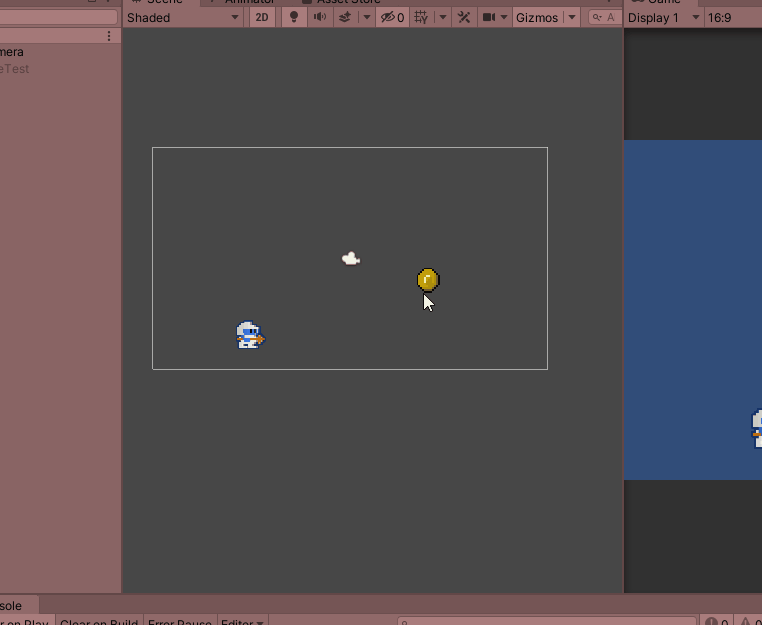 Scene Animator Asset Store Game
Shaded 2D 0 Gizmos A Display 1 16:9
mera
eTest
sole
r on Play Clear on Build Error Pause Editor 0 0